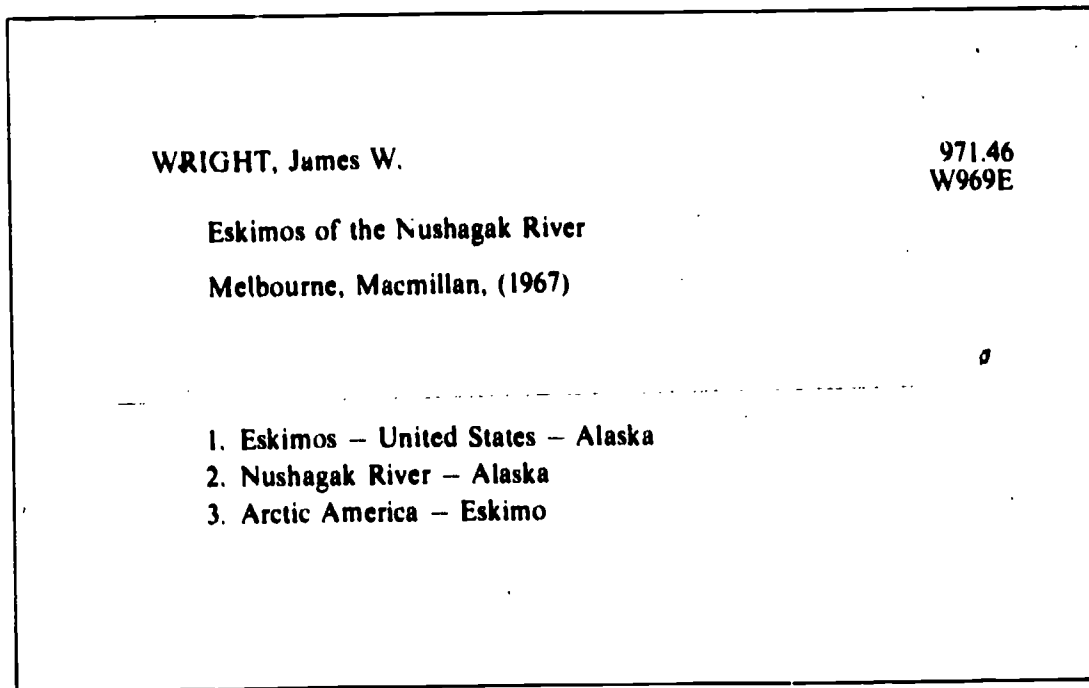 WRIGHT, James W.
971.46
W969E
Eskimos of the Nushagak River
Melbourne, Macmillan, (1967)
1. Eskimos – United States – Alaska
2. Nushagak River – Alaska
3. Arctic America – Eskimo